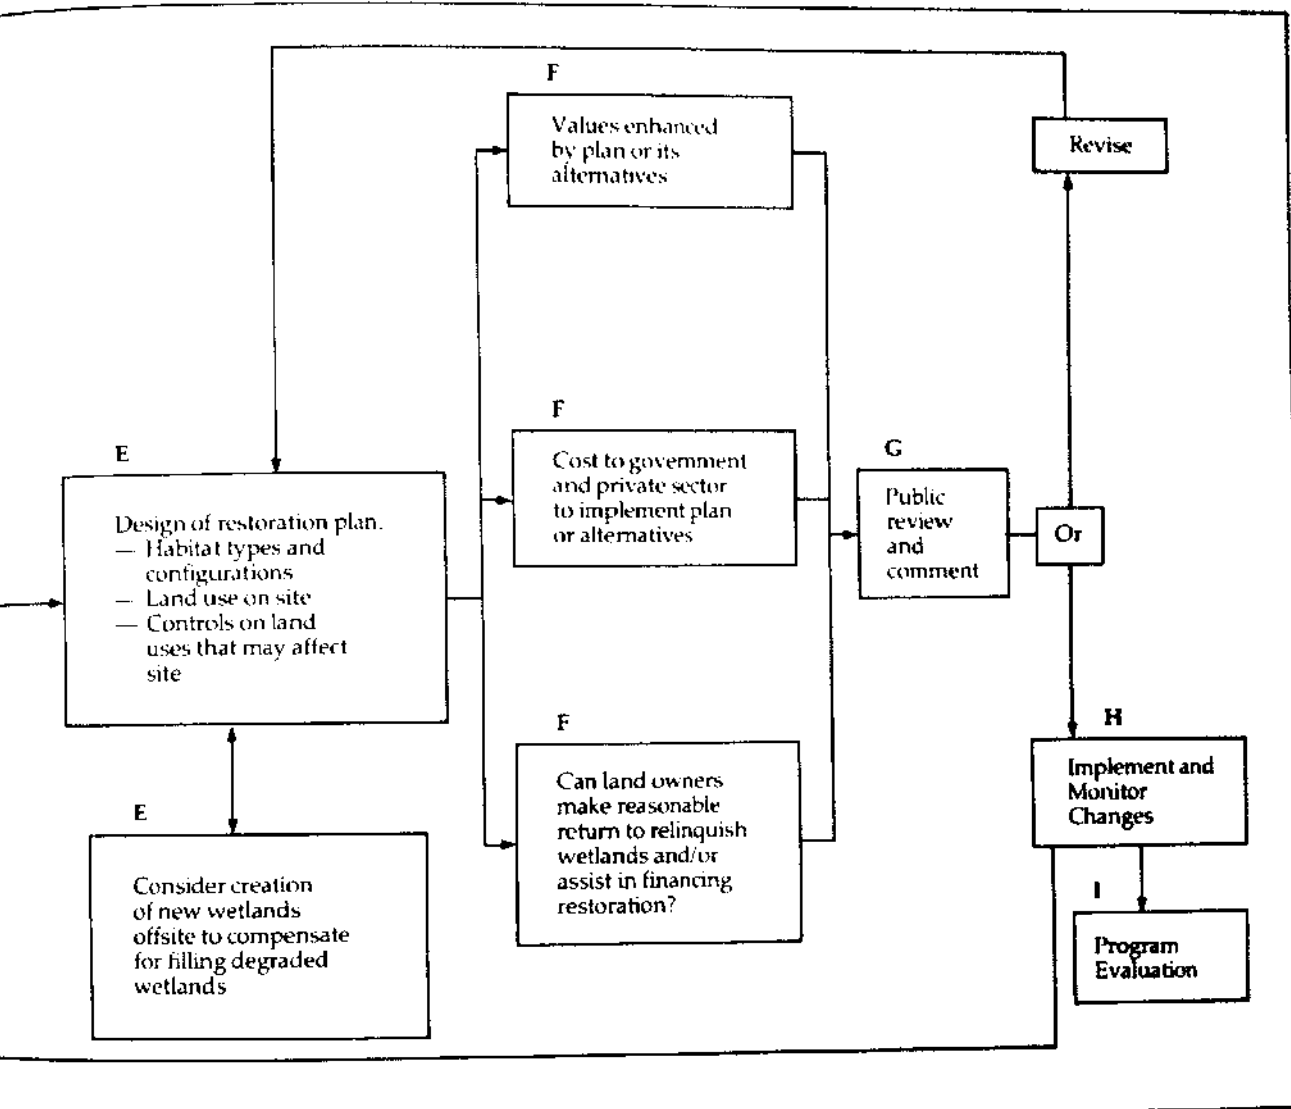 F
Values enhanced
by plan or its
alternatives
Revise
F
Cost to government
and private sector
to implement plan
or alternatives
E
Design of restoration plan.
— Habitat types and
configurations
— Land use on site
— Controls on land
uses that may affect
site
G
Public
review
and
comment
Or
F
Can land owners
make reasonable
return to relinquish
wetlands and/or
assist in financing
restoration?
H
Implement and
Monitor
Changes
E
Consider creation
of new wetlands
offsite to compensate
for filling degraded
wetlands
I
Program
Evaluation